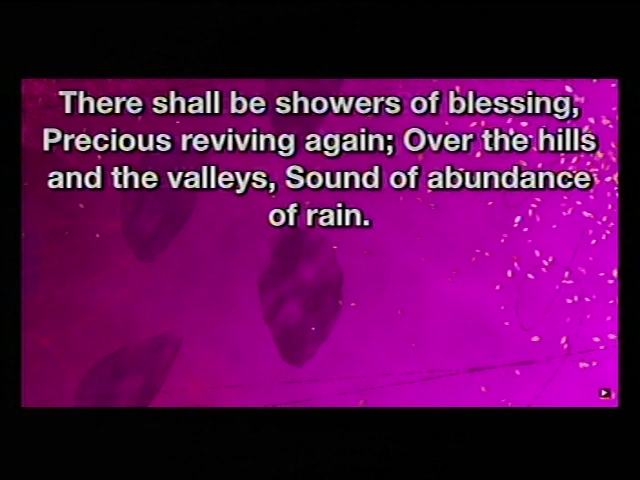 There shall be showers of blessing,
Precious reviving again; Over the hills
and the valleys, Sound of abundance
of rain.